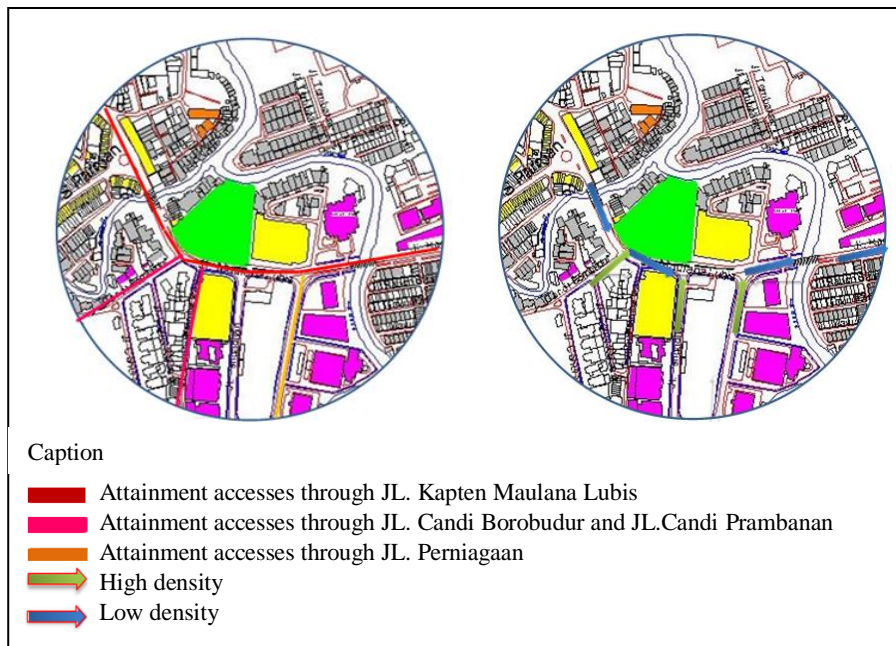 Caption
Attainment accesses through JL. Kapten Maulana Lubis
Attainment accesses through JL. Candi Borobudur and JL.Candi Prambanan
Attainment accesses through JL. Perniagaan
High density
Low density